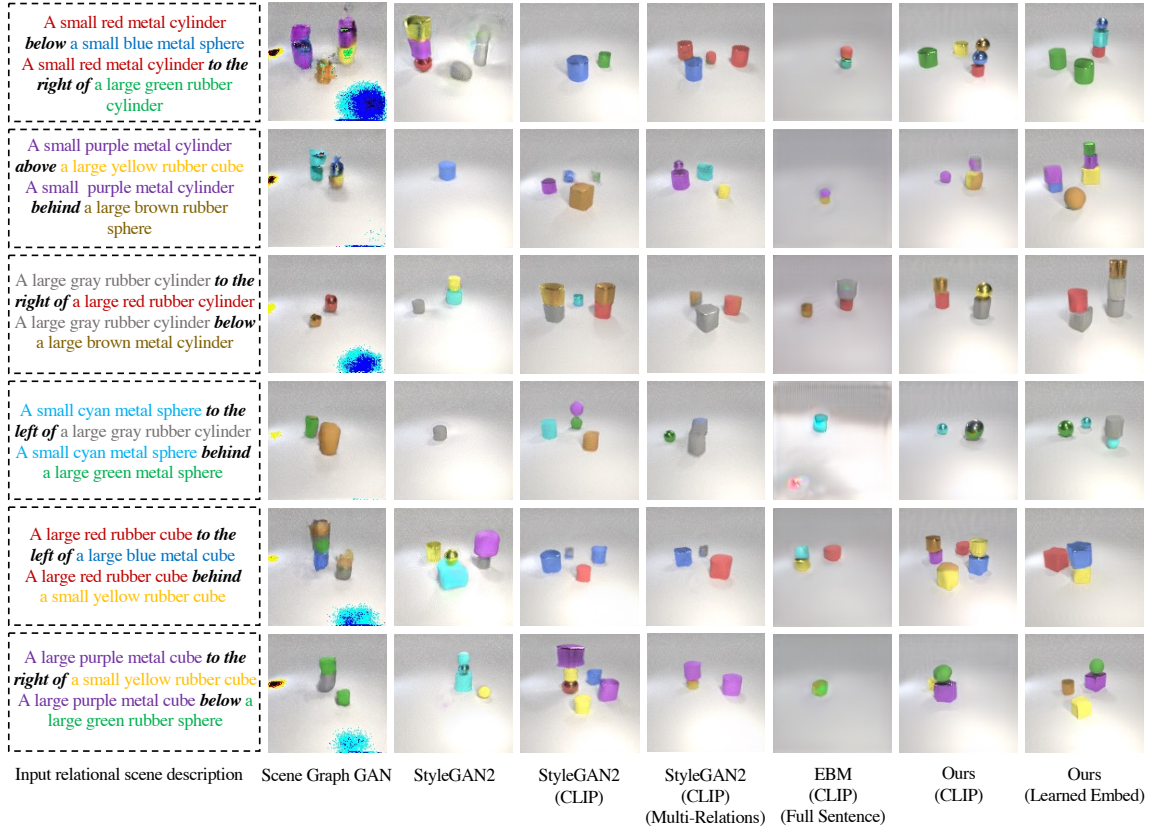 A small red metal cylinder
below a small blue metal sphere
A small red metal cylinder to the
right of a large green rubber
cylinder
A small purple metal cylinder
above a large yellow rubber cube
A small purple metal cylinder
behind a large brown rubber
sphere
A large gray rubber cylinder to the
right of a large red rubber cylinder
A large gray rubber cylinder below
a large brown metal cylinder
A small cyan metal sphere to the
left of a large gray rubber cylinder
A small cyan metal sphere behind
a large green metal sphere
A large red rubber cube to the
left of a large blue metal cube
A large red rubber cube behind
a small yellow rubber cube
A large purple metal cube to the
right of a small yellow rubber cube
A large purple metal cube below a
large green rubber sphere
Input relational scene description
Scene Graph GAN
StyleGAN2
StyleGAN2
(CLIP)
StyleGAN2
(CLIP)
(Multi-Relations)
EBM
(CLIP)
(Full Sentence)
Ours
(CLIP)
Ours
(Learned Embed)